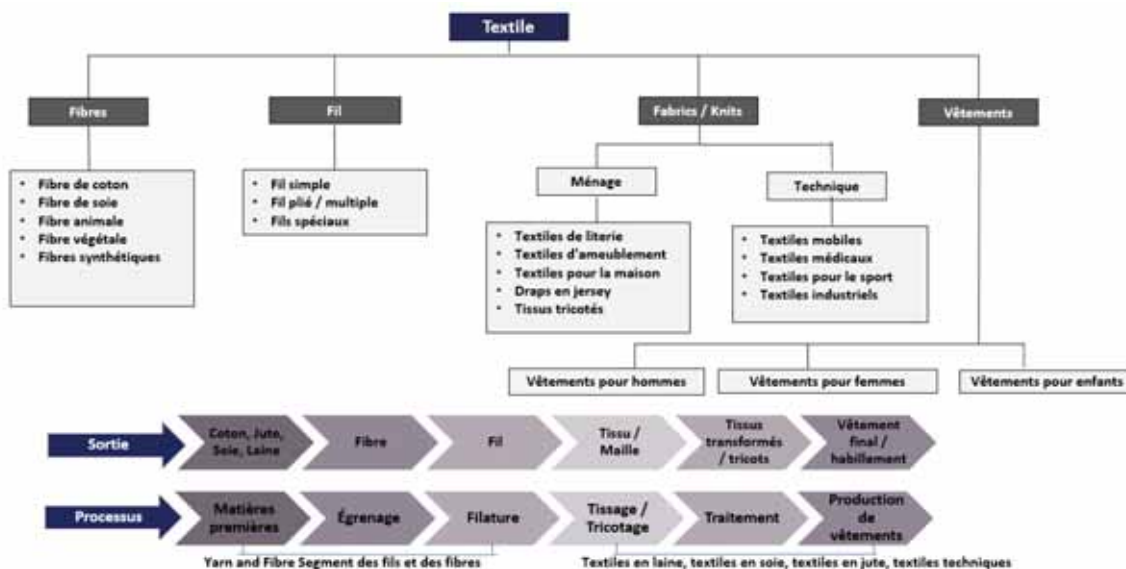 Textile
Fibres
Fil
Fabrics / Knits
Vêtements
• Fibre de coton
• Fibre de soie
• Fibre animale
• Fibre végétale
• Fibres synthétiques
• Fil simple
• Fil plié / multiple
• Fils spéciaux
Ménage
Technique
• Textiles de literie
• Textiles d'ameublement
• Textiles pour la maison
• Draps en jersey
• Tissus tricotés
• Textiles mobiles
• Textiles médicaux
• Textiles pour le sport
• Textiles industriels
Vêtements pour hommes
Vêtements pour femmes
Vêtements pour enfants
Sortie
Coton, Jute,
Soie, Laine
Fibre
Fil
Tissu /
Maille
Tissus
transformés
/ tricots
Vêtement
final /
habillement
Processus
Matières
premières
Égrenage
Filature
Tissage /
Tricotage
Traitement
Production
de
vêtements
Yarn and Fibre Segment des fils et des fibres
Textiles en laine, textiles en soie, textiles en jute, textiles techniques